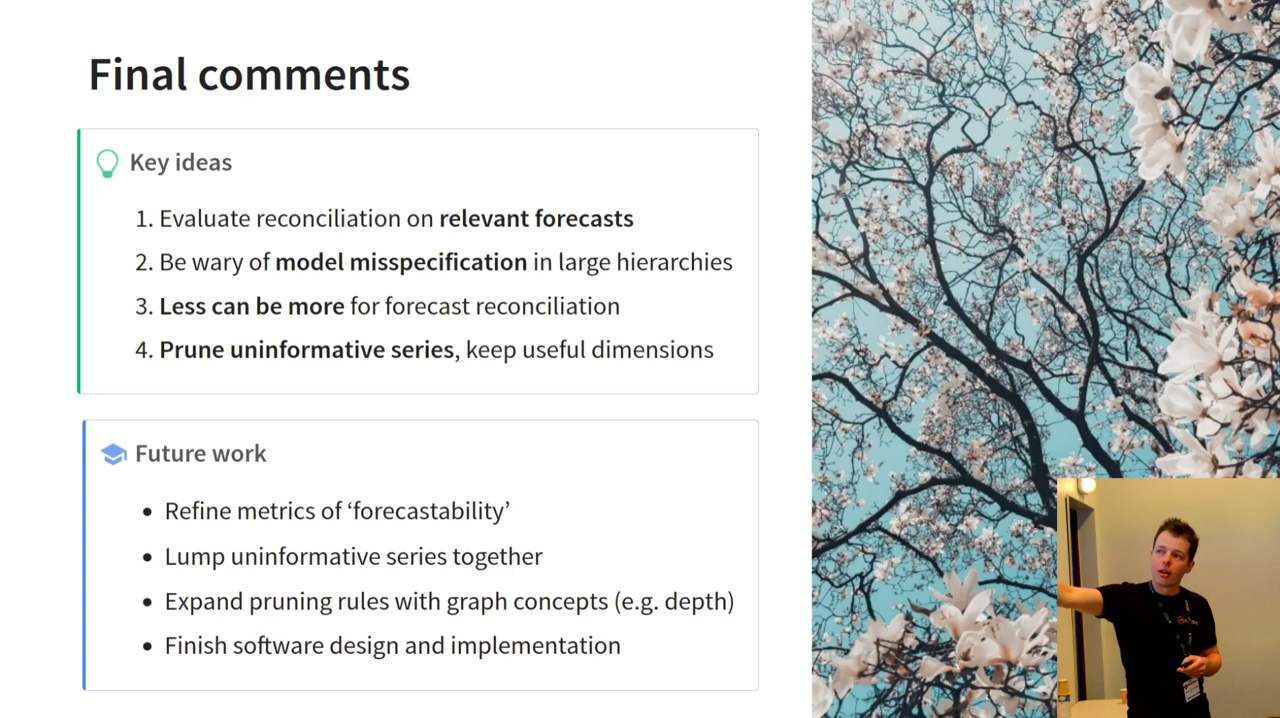 Final comments
Key ideas
1. Evaluate reconciliation on relevant forecasts
2. Be wary of model misspecification in large hierarchies
3. Less can be more for forecast reconciliation
4. Prune uninformative series, keep useful dimensions
Future work
• Refine metrics of ‘forecastability’
• Lump uninformative series together
• Expand pruning rules with graph concepts (e.g. depth)
• Finish software design and implementation